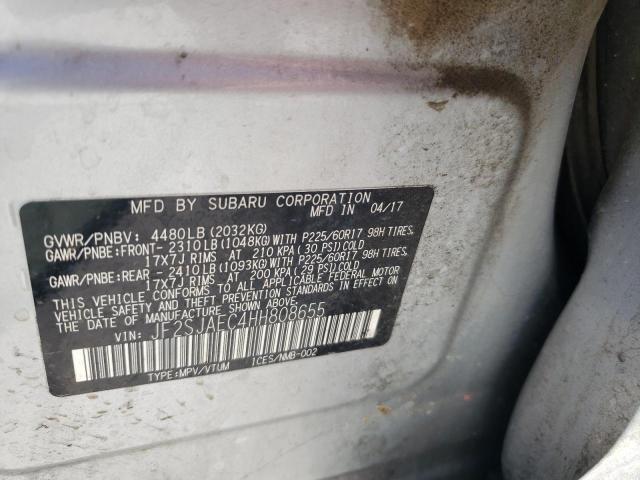 MFD BY SUBARU CORPORATION
MFD IN 04/17
GVWR/PNBV: 4480LB (2032KG)
GAWR/PNBE:FRONT- 2310LB (1048KG) WITH P225/60R17 98H TIRES,
17X7J RIMS AT 210 KPA (30 PSI) COLD
GAWR/PNBE:REAR - 2410LB (1093KG) WITH P225/60R17 98H TIRES,
17X7J RIMS AT 200 KPA (29 PSI) COLD
THIS VEHICLE CONFORMS TO ALL APPLICABLE FEDERAL MOTOR
VEHICLE SAFETY BUMPER, AND THEFT PREVENTION STANDARDS IN
EFFECT ON THE DATE OF MANUFACTURE SHOWN ABOVE.
VIN: JF2SJAEC4HH808655
TYPE:MPV/VTUM 1CES/NMB-002